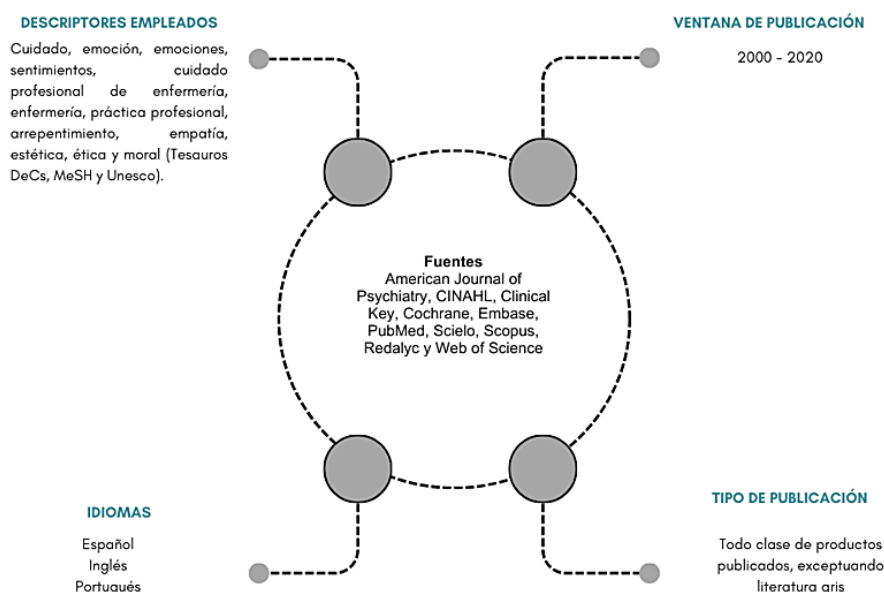 DESCRIPTORES EMPLEADOS
Cuidado, emoción, emociones,
sentimientos, cuidado
profesional de enfermería,
enfermería, práctica profesional,
arrepentimiento, empatía,
estética, ética y moral (Tesauros
DeCs, MeSH y Unesco).
VENTANA DE PUBLICACIÓN
2000 - 2020
Fuentes
American Journal of
Psychiatry, CINAHL, Clinical
Key, Cochrane, Embase,
PubMed, Scielo, Scopus,
Redalyc y Web of Science
IDIOMAS
Español
Inglés
Portugués
TIPO DE PUBLICACIÓN
Todo clase de productos
publicados, exceptuando
literatura gris